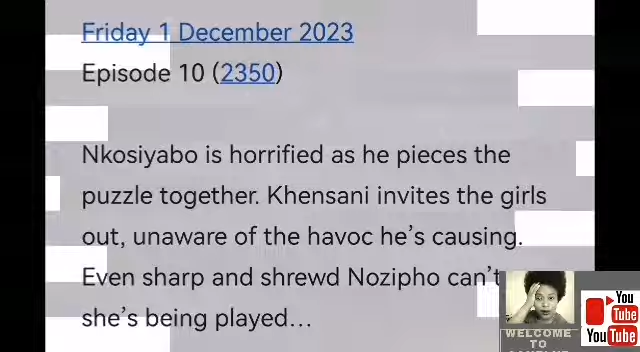 Friday 1 December 2023
Episode 10 (2350)
Nkosiyabo is horrified as he pieces the
puzzle together. Khensani invites the girls
out, unaware of the havoc he's causing.
Even sharp and shrewd Nozipho can't
she's being played...
You
Tube
YouTube
WELCOME
TO